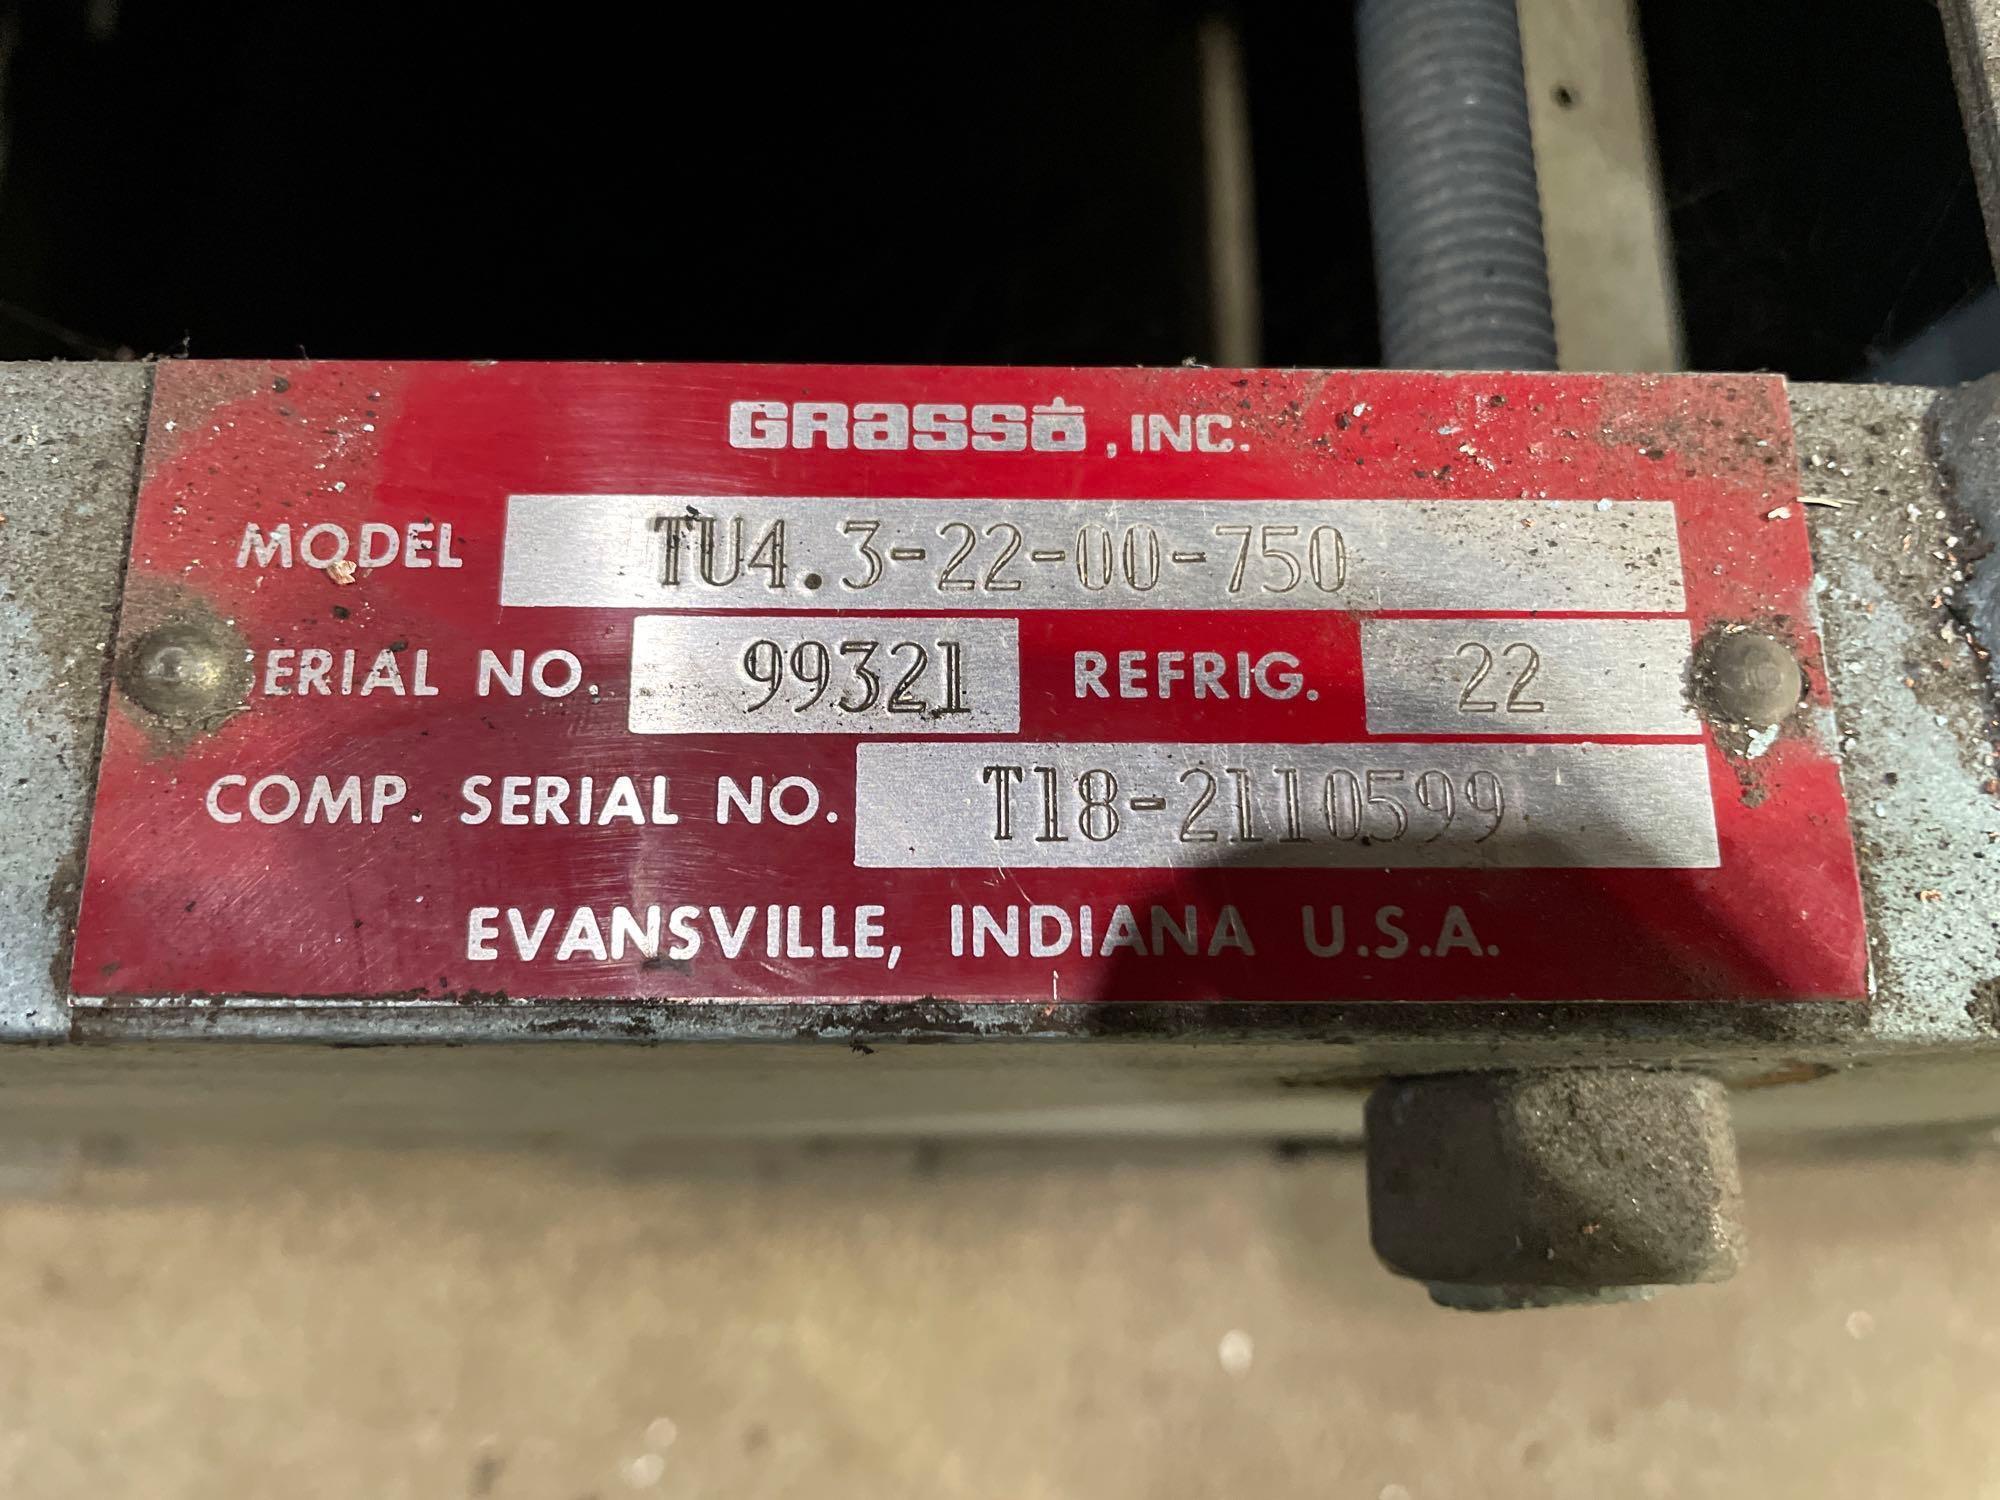 GRasso, INC.
MODEL TU4.3-22-00-750
ERIAL NO. 99321 REFRIG. 22
COMP. SERIAL NO. T18-2110599
EVANSVILLE, INDIANA U.S.A.